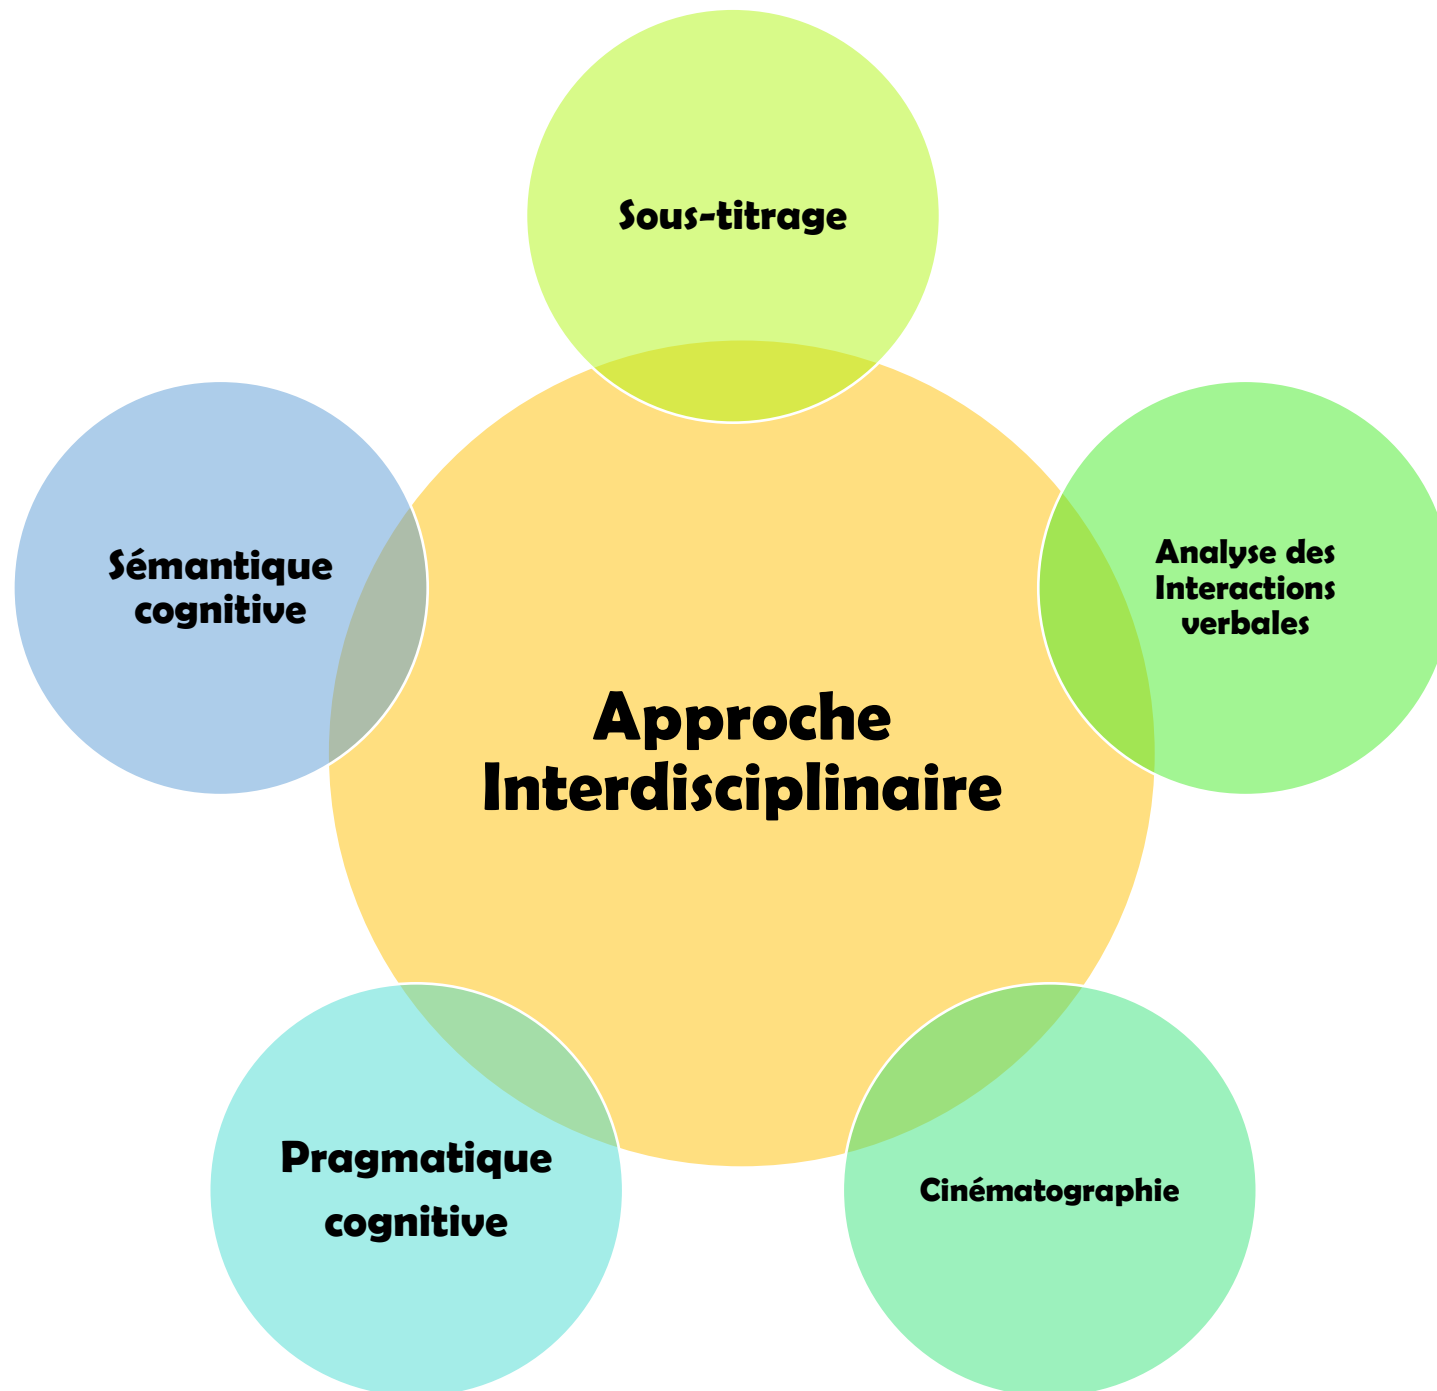 Sous-titrage
Sémantique
cognitive
Analyse des
Interactions
verbales
Approche
Interdisciplinaire
Pragmatique
cognitive
Cinématographie